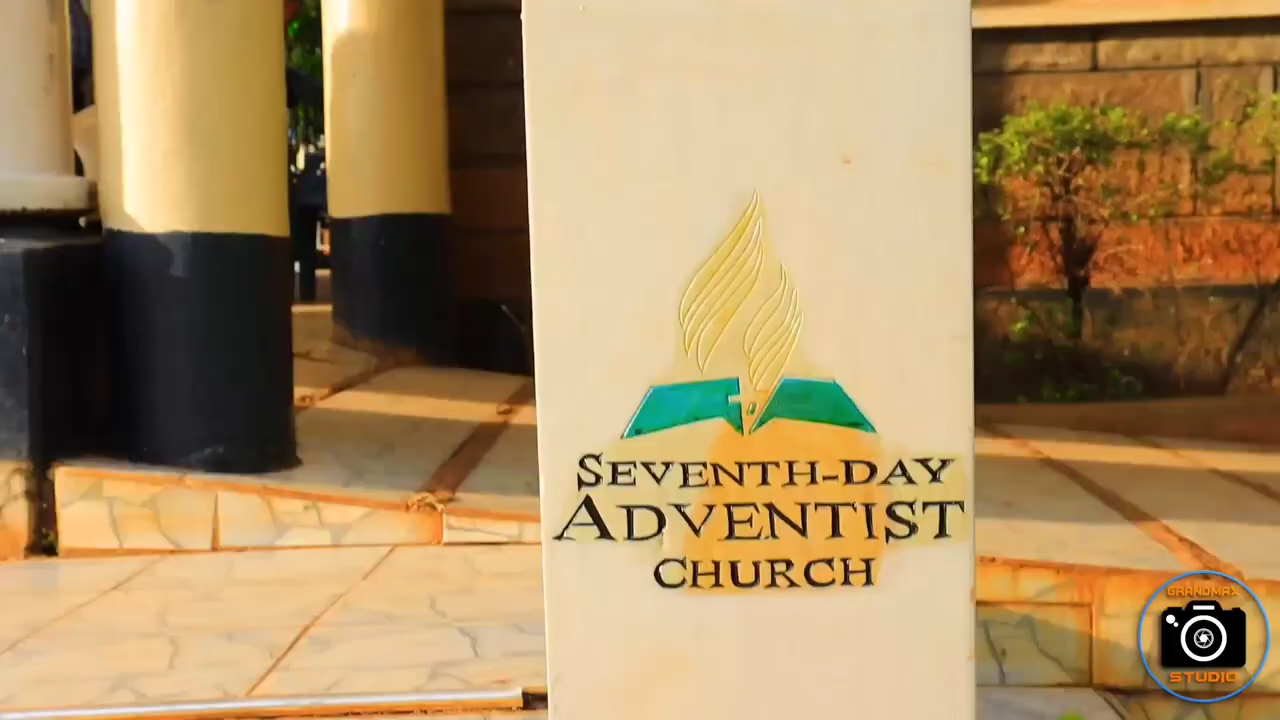 SEVENTH-DAY
ADVENTIST
CHURCH
GRANDMAX
STUDIO